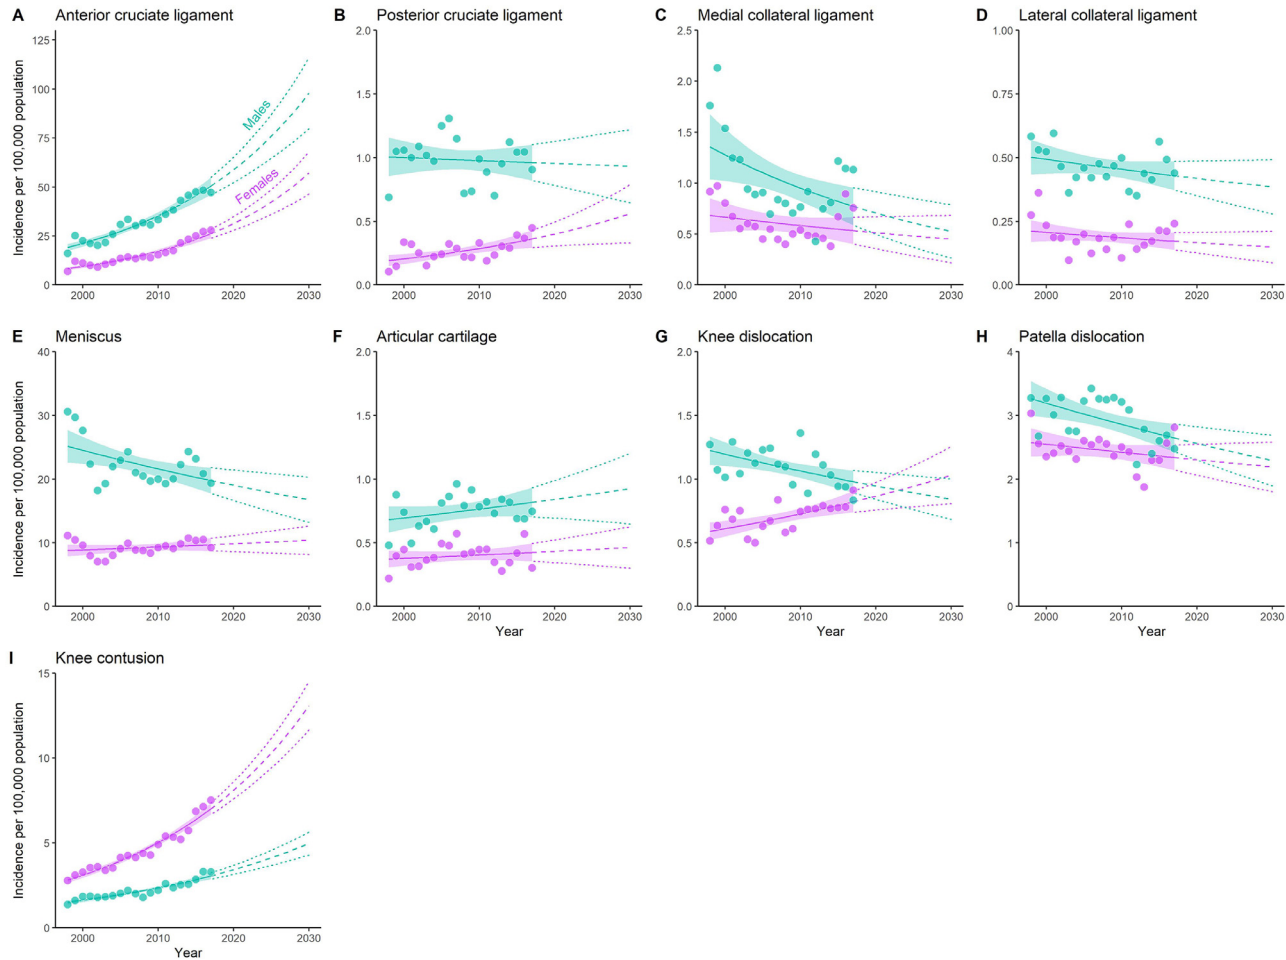 A Anterior cruciate ligament
B Posterior cruciate ligament
C Medial collateral ligament
D Lateral collateral ligament
Incidence per 100,000 population
125
100
75
50
25
0
Males
Females
2000 2010 2020 2030
2.0
1.5
1.0
0.5
0.0
2000 2010 2020 2030
2.5
2.0
1.5
1.0
0.5
0.0
2000 2010 2020 2030
1.00
0.75
0.50
0.25
0.00
2000 2010 2020 2030
E Meniscus
F Articular cartilage
G Knee dislocation
H Patella dislocation
Incidence per 100,000 population
40
30
20
10
0
2000 2010 2020 2030
2.0
1.5
1.0
0.5
0.0
2000 2010 2020 2030
Year
2.0
1.5
1.0
0.5
0.0
2000 2010 2020 2030
Year
4
3
2
1
0
2000 2010 2020 2030
Year
I Knee contusion
Incidence per 100,000 population
15
10
5
0
2000 2010 2020 2030
Year